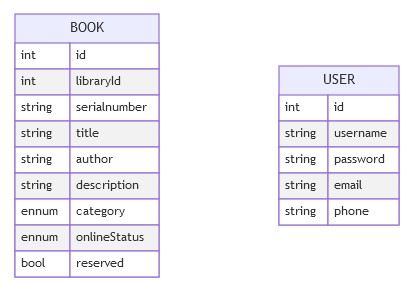 BOOK
int id
int libraryId
string serialnumber
string title
string author
string description
ennum category
ennum onlineStatus
bool reserved
USER
int id
string username
string password
string email
string phone